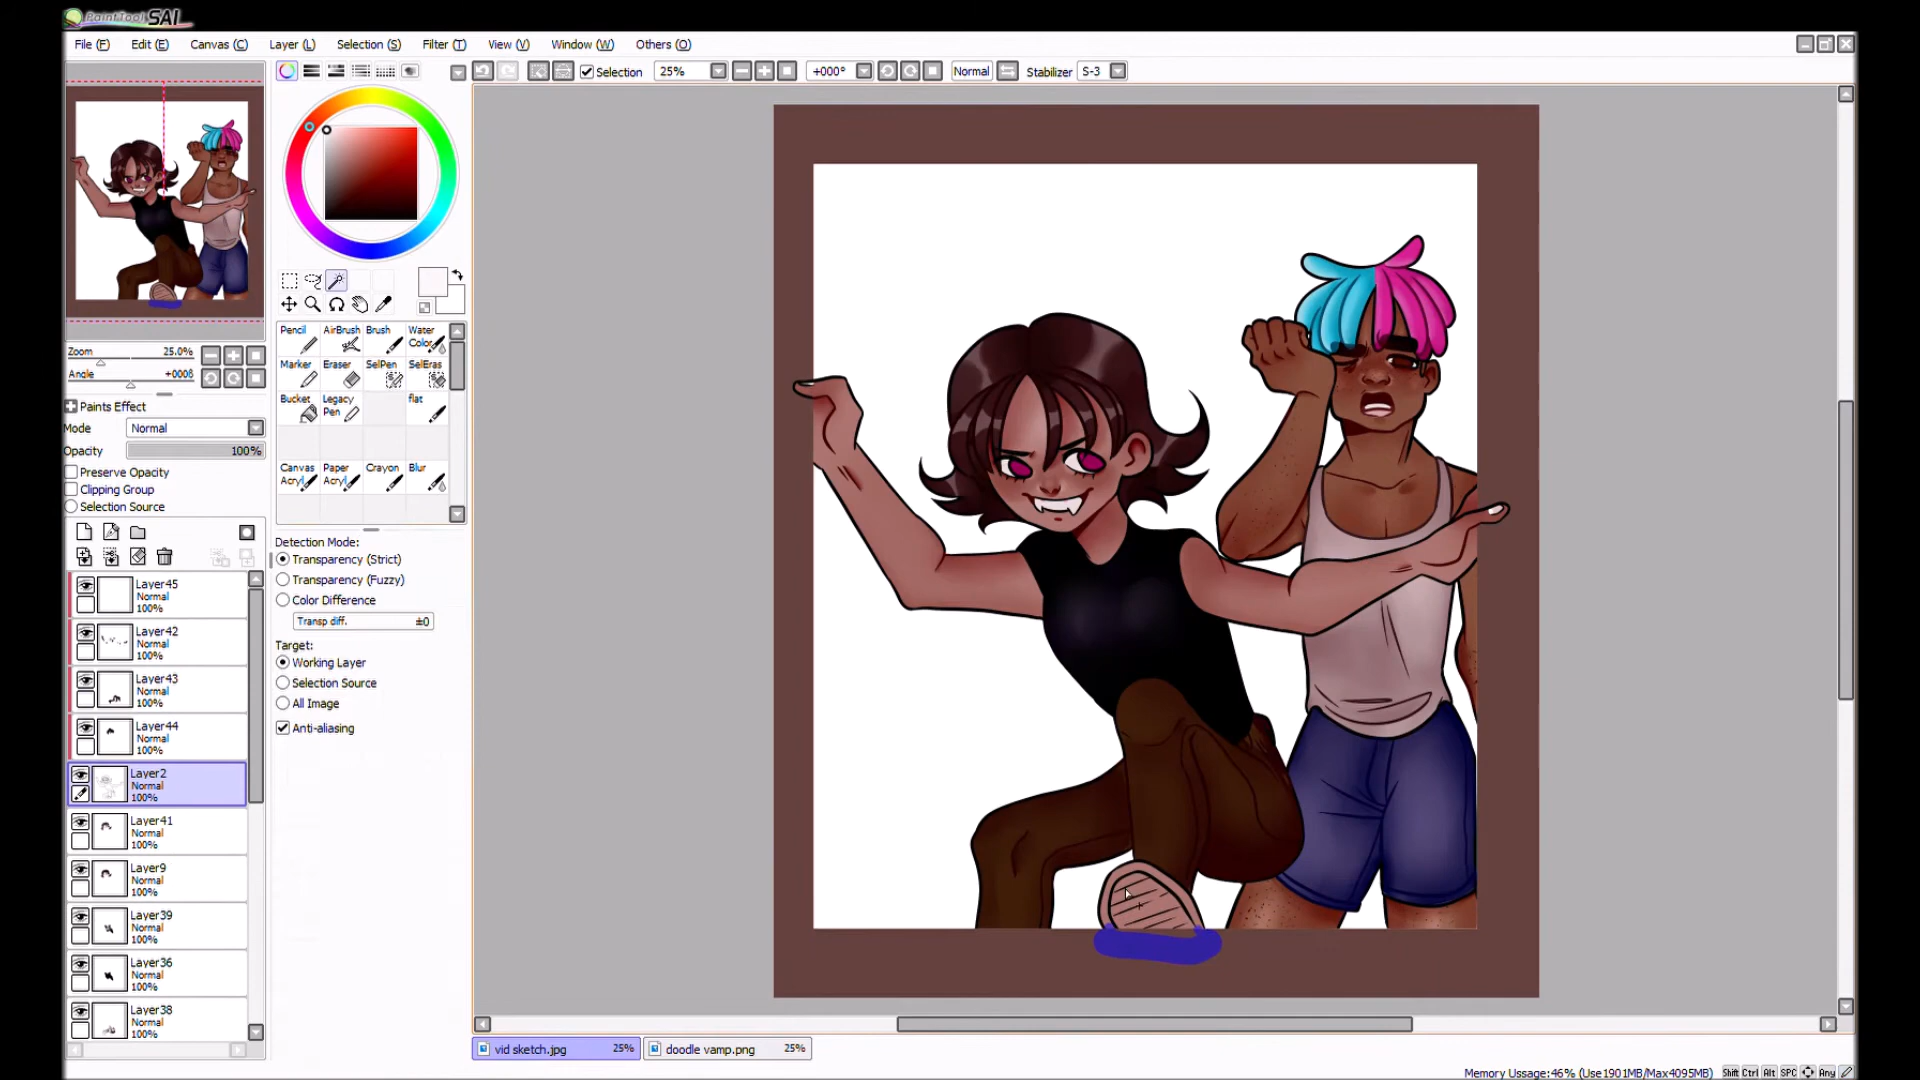 PaintTool SAI
File (F) Edit (E) Canvas (C) Layer (L) Selection (S) Filter (T) View (V) Window (W) Others (O)
Selection 25% +000° Normal Stabilizer S-3
Zoom 25.0%
Angle +000
Paints Effect
Mode Normal
Opacity 100%
Preserve Opacity
Clipping Group
Selection Source
Layer45
Normal
100%
Layer42
Normal
100%
Layer43
Normal
100%
Layer44
Normal
100%
Layer2
Normal
100%
Layer41
Normal
100%
Layer9
Normal
100%
Layer39
Normal
100%
Layer36
Normal
100%
Layer38
Normal
100%
Pencil AirBrush Brush Water Color
Marker Eraser SelPen SelEras
Bucket Legacy Pen flat
Canvas Acryl Paper Acryl Crayon Blur
Detection Mode:
Transparency (Strict)
Transparency (Fuzzy)
Color Difference
Transp diff. ±0
Target:
Working Layer
Selection Source
All Image
Anti-aliasing
vid sketch.jpg 25% doodle vamp.png 25%
Memory Ussage:46% (Use1901MB/Max4095MB) Shift Ctrl Alt SPC Any